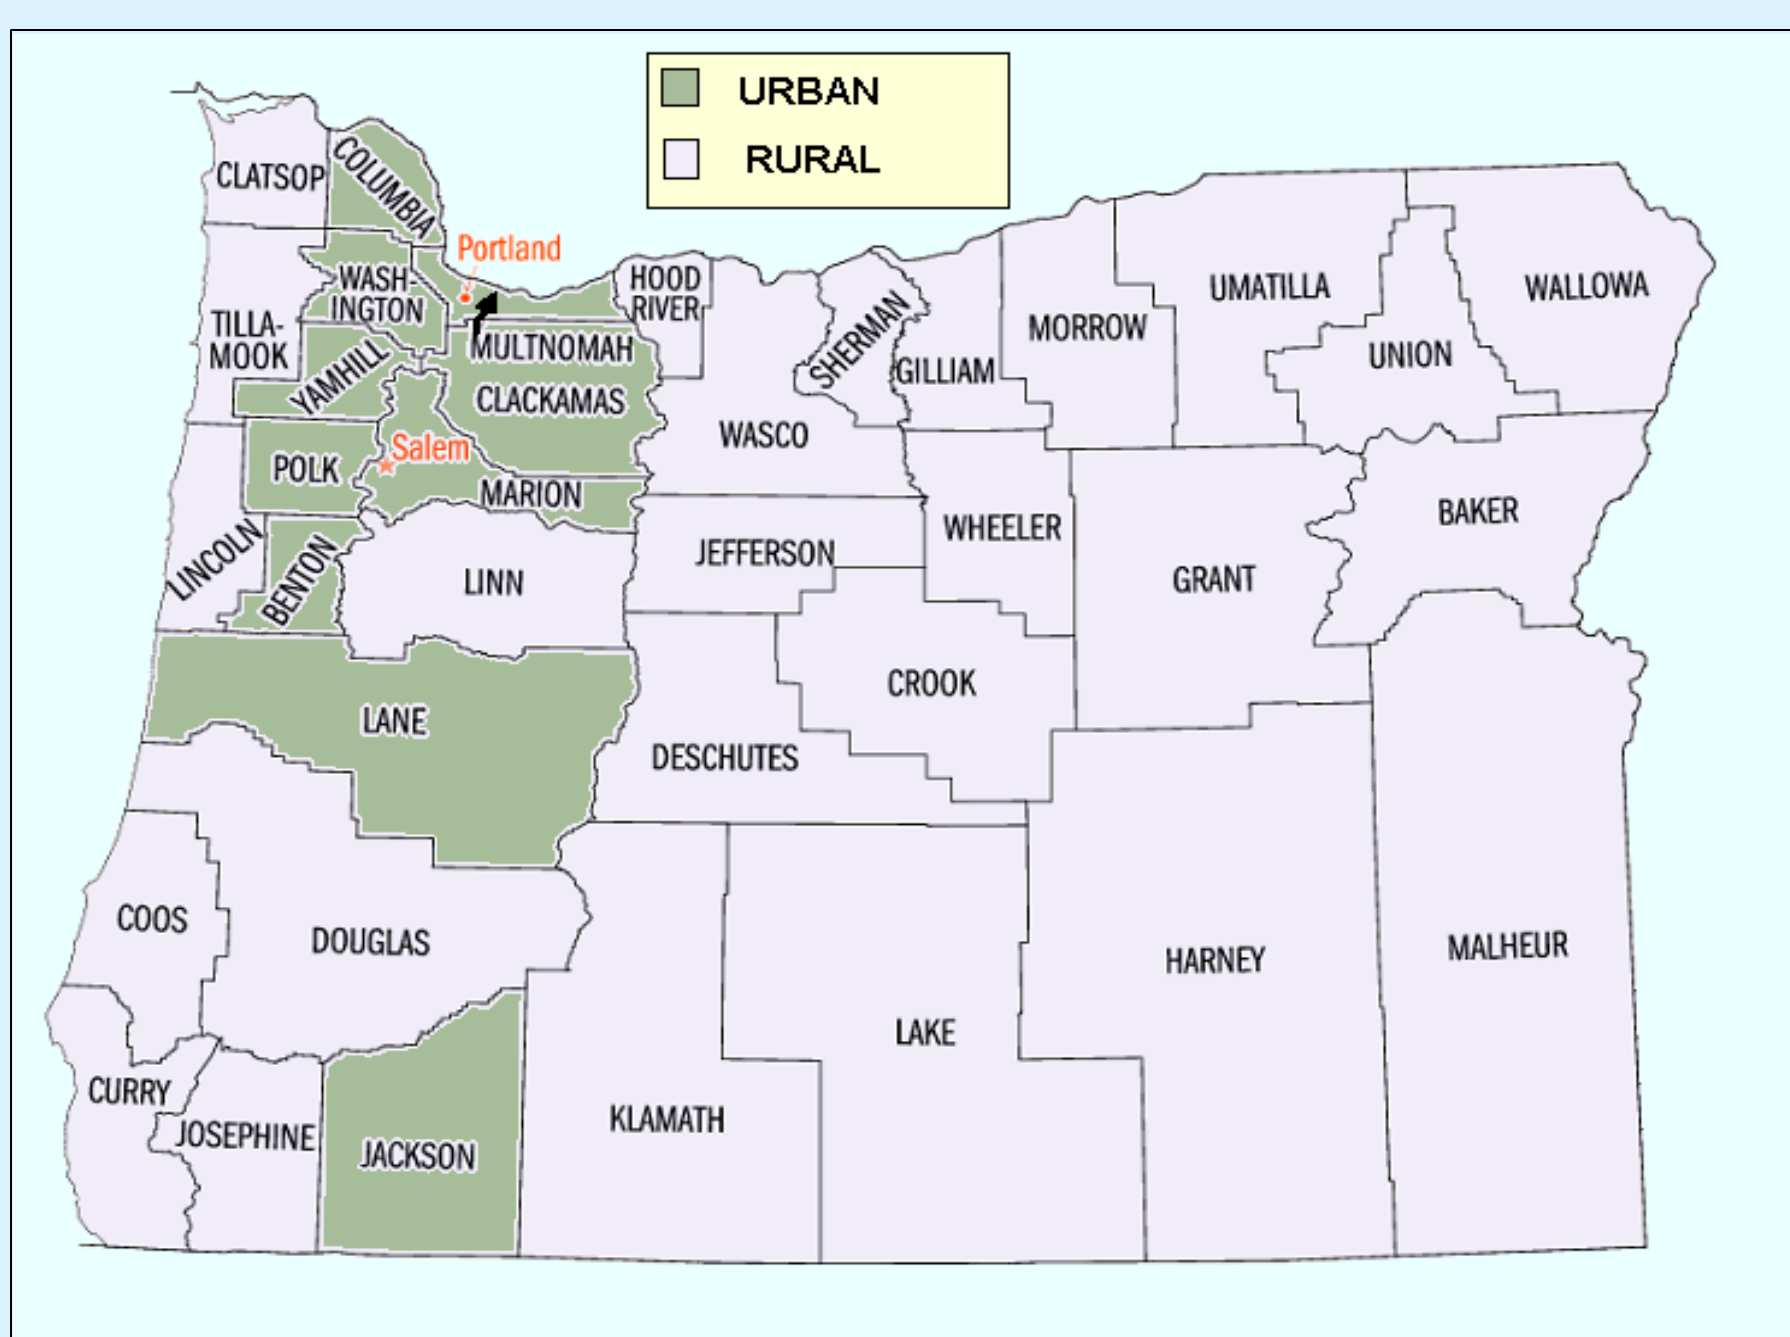 URBAN
RURAL
CLATSOP
COLUMBIA
Portland
WASH-
INGTON
TILLA-
MOOK
YAMHILL
MULTNOMAH
CLACKAMAS
HOOD
RIVER
SHERMAN
GILLIAM
MORROW
UMATILLA
UNION
WALLOWA
WASCO
Salem
POLK
MARION
LINCOLN
BENTON
LINN
JEFFERSON
WHEELER
GRANT
BAKER
LANE
CROOK
DESCHUTES
COOS
DOUGLAS
HARNEY
MALHEUR
LAKE
CURRY
JOSEPHINE
JACKSON
KLAMATH